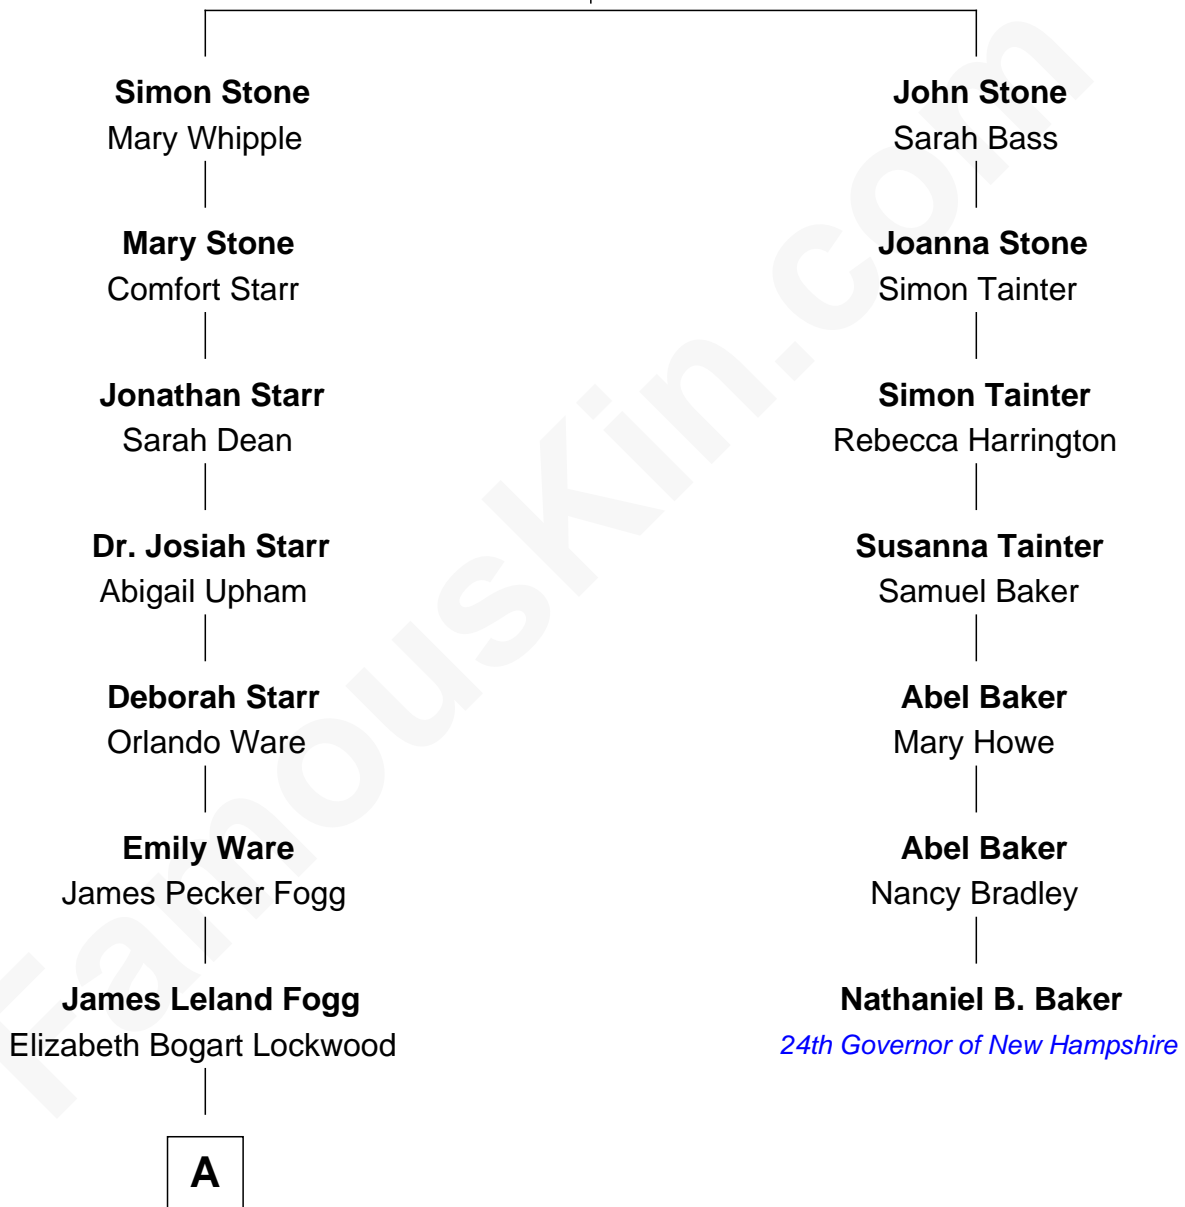 Simon Stone
Mary Whipple
Mary Stone
Comfort Starr
Jonathan Starr
Sarah Dean
Dr. Josiah Starr
Abigail Upham
Deborah Starr
Orlando Ware
Emily Ware
James Pecker Fogg
James Leland Fogg
Elizabeth Bogart Lockwood
A
John Stone
Sarah Bass
Joanna Stone
Simon Tainter
Simon Tainter
Rebecca Harrington
Susanna Tainter
Samuel Baker
Abel Baker
Mary Howe
Abel Baker
Nancy Bradley
Nathaniel B. Baker
24th Governor of New Hampshire
FamousKin.com